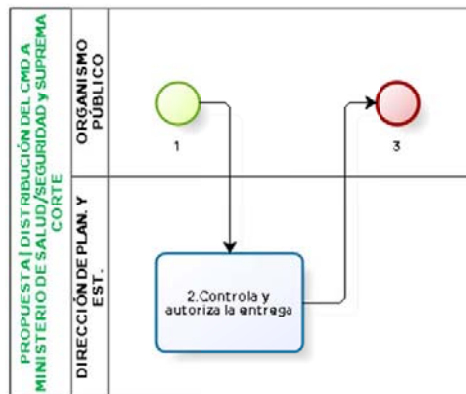 PROPUESTA| DISTRIBUCIÓN DEL CMD A
MINISTERIO DE SALUD/SEGURIDAD y SUPREMA
CORTE
ORGANISMO
PÚBLICO
1
3
DIRECCIÓN DE PLAN. Y
EST.
2.Controla y
autoriza la entrega